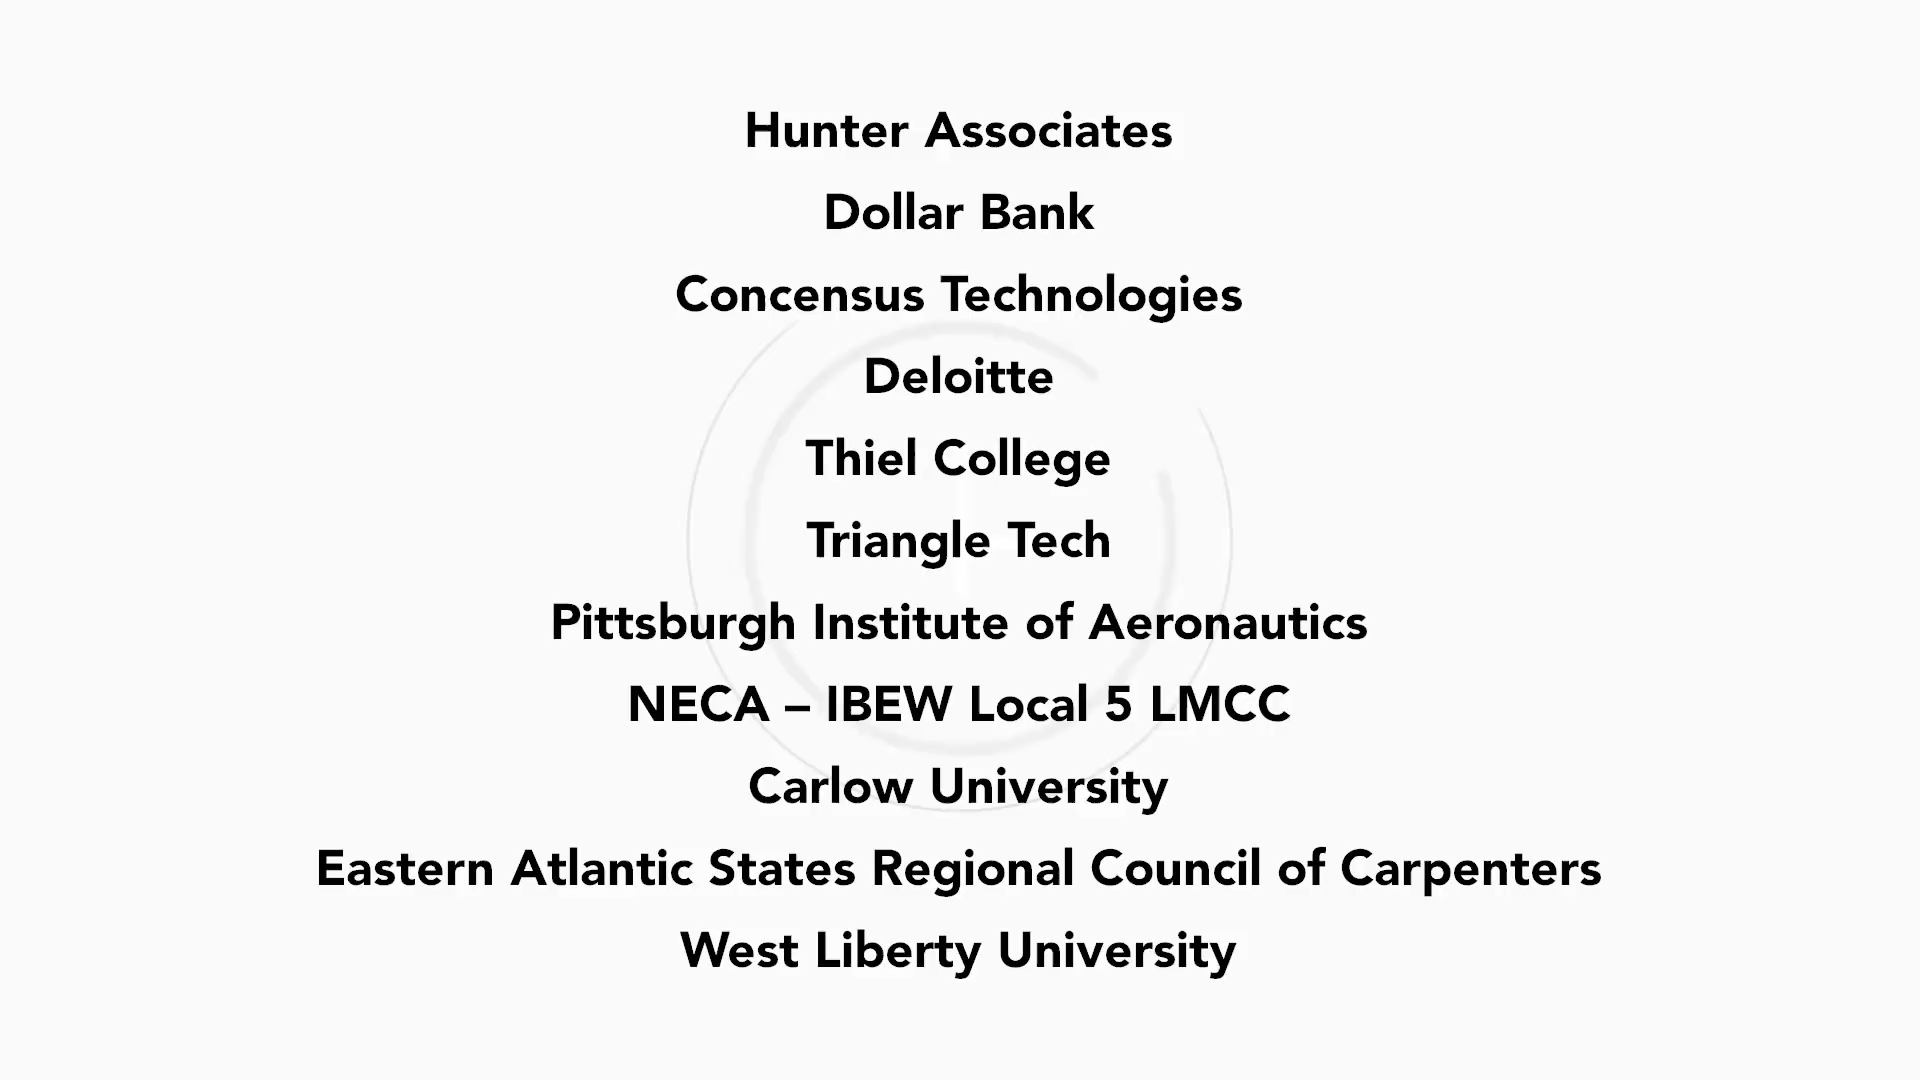 Hunter Associates
Dollar Bank
Concensus Technologies
Deloitte
Thiel College
Triangle Tech
Pittsburgh Institute of Aeronautics
NECA – IBEW Local 5 LMCC
Carlow University
Eastern Atlantic States Regional Council of Carpenters
West Liberty University